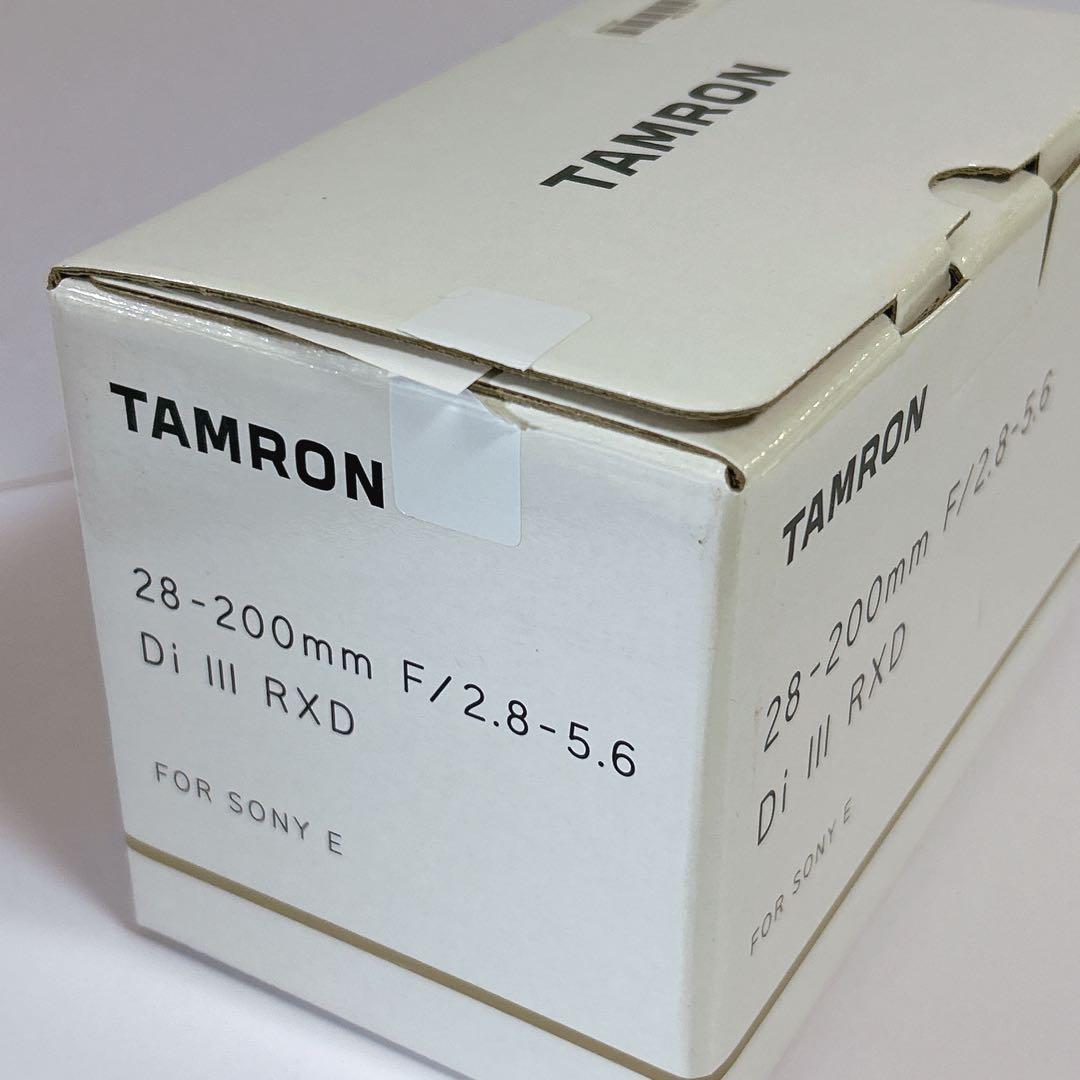 TAMRON
TAMRON
28-200mm F/2.8-5.6
Di III RXD
FOR SONY E
TAMRON
28-200mm F/2.8-5.6
Di III RXD
FOR SONY E